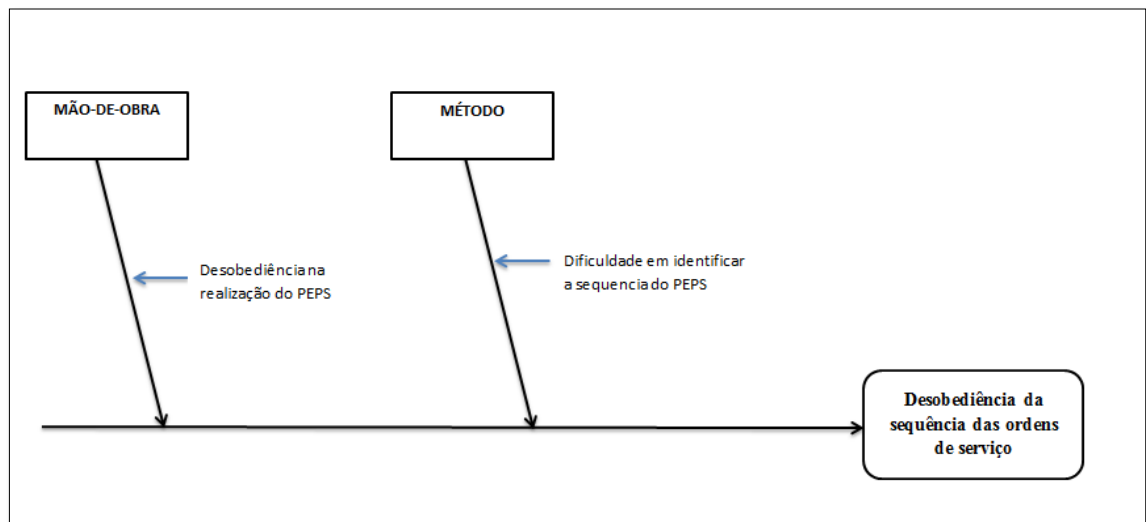 MÃO-DE-OBRA
MÉTODO
Desobediência na
realização do PEPS
Dificuldade em identificar
a sequencia do PEPS
Desobediência da
sequência das ordens
de serviço